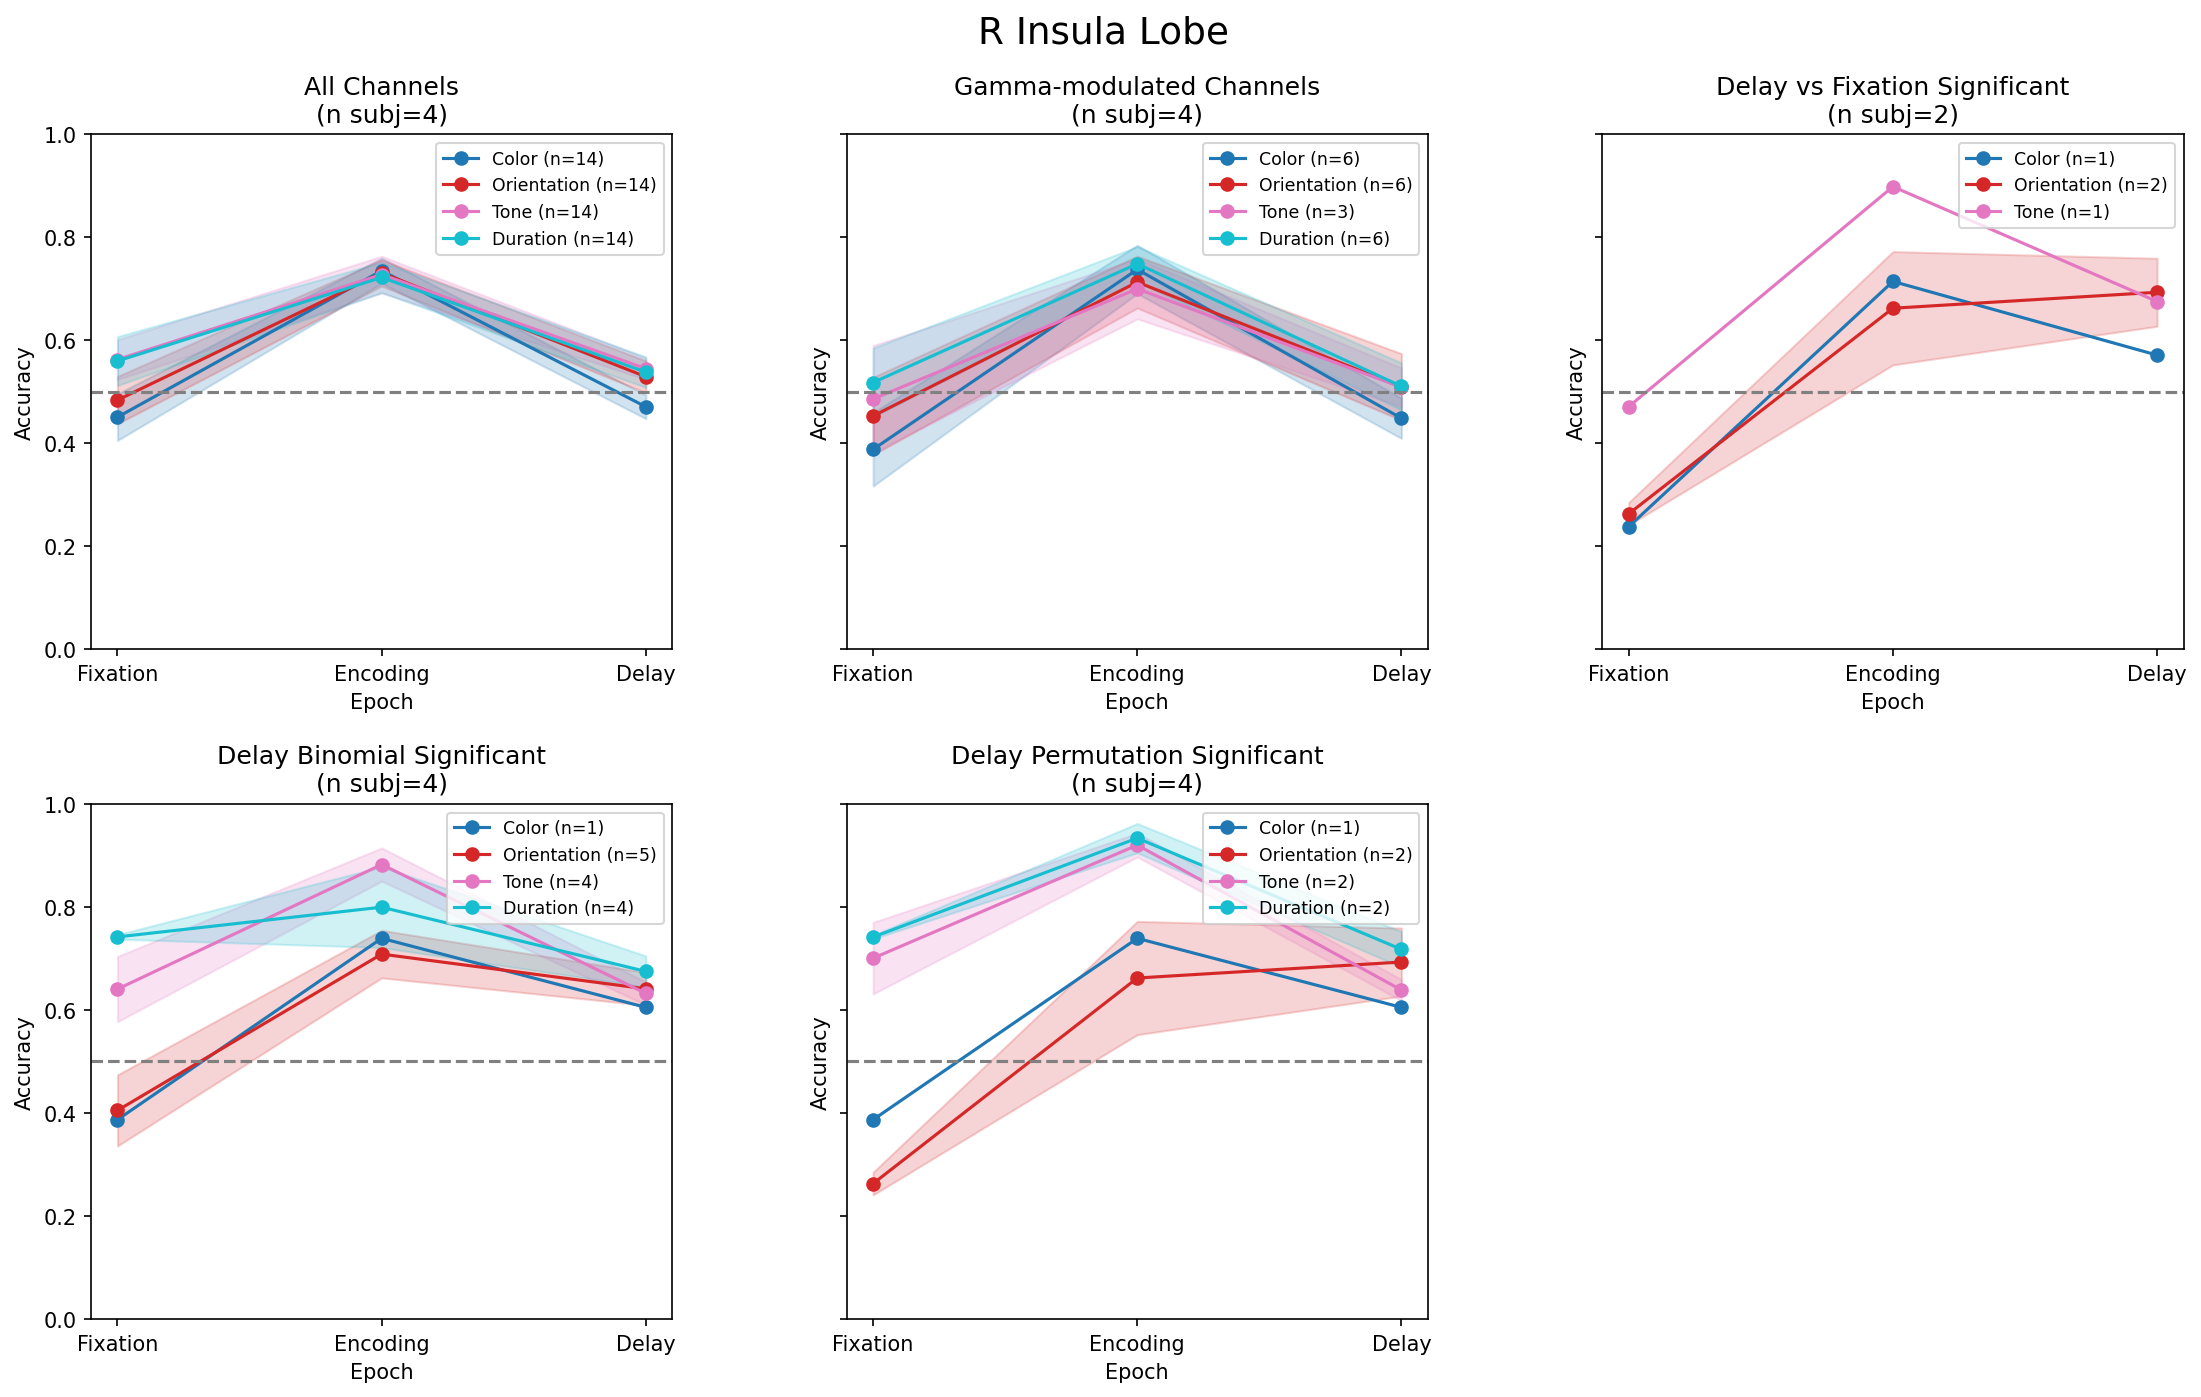 R Insula Lobe
All Channels
(n subj=4)
1.0
0.8
0.6
0.4
0.2
0.0
Accuracy
Color (n=14)
Orientation (n=14)
Tone (n=14)
Duration (n=14)
Fixation
Encoding
Delay
Epoch
Gamma-modulated Channels
(n subj=4)
Accuracy
Color (n=6)
Orientation (n=6)
Tone (n=3)
Duration (n=6)
Fixation
Encoding
Delay
Epoch
Delay vs Fixation Significant
(n subj=2)
Accuracy
Color (n=1)
Orientation (n=2)
Tone (n=1)
Fixation
Encoding
Delay
Epoch
Delay Binomial Significant
(n subj=4)
1.0
0.8
0.6
0.4
0.2
0.0
Accuracy
Color (n=1)
Orientation (n=5)
Tone (n=4)
Duration (n=4)
Fixation
Encoding
Delay
Epoch
Delay Permutation Significant
(n subj=4)
Accuracy
Color (n=1)
Orientation (n=2)
Tone (n=2)
Duration (n=2)
Fixation
Encoding
Delay
Epoch